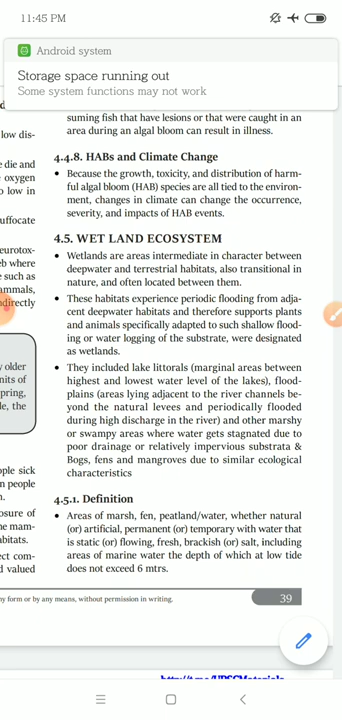 11:45 PM
Android system
Storage space running out
Some system functions may not work
suming fish that have lesions or that were caught in an
area during an algal bloom can result in illness.
low dis-
e die and
oxygen
o low in
uffocate
eurotox-
eb where
e such as
ammals,
ndirectly
y older
nits of
pring,
le, the
ople sick
n people
n.
osure of
he mam-
abitats.
ect com-
d valued
4.4.8. HABs and Climate Change
• Because the growth, toxicity, and distribution of harm-
ful algal bloom (HAB) species are all tied to the environ-
ment, changes in climate can change the occurrence,
severity, and impacts of HAB events.
4.5. WET LAND ECOSYSTEM
• Wetlands are areas intermediate in character between
deepwater and terrestrial habitats, also transitional in
nature, and often located between them.
• These habitats experience periodic flooding from adja-
cent deepwater habitats and therefore supports plants
and animals specifically adapted to such shallow flood-
ing or water logging of the substrate, were designated
as wetlands.
• They included lake littorals (marginal areas between
highest and lowest water level of the lakes), flood-
plains (areas lying adjacent to the river channels be-
yond the natural levees and periodically flooded
during high discharge in the river) and other marshy
or swampy areas where water gets stagnated due to
poor drainage or relatively impervious substrata &
Bogs, fens and mangroves due to similar ecological
characteristics
4.5.1. Definition
• Areas of marsh, fen, peatland/water, whether natural
(or) artificial, permanent (or) temporary with water that
is static (or) flowing, fresh, brackish (or) salt, including
areas of marine water the depth of which at low tide
does not exceed 6 mtrs.
ny form or by any means, without permission in writing.
39